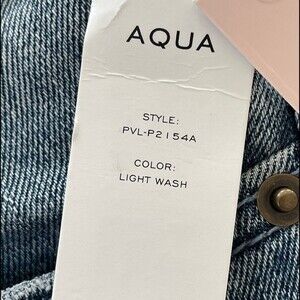 AQUA
STYLE:
PVL-P2154A
COLOR:
LIGHT WASH